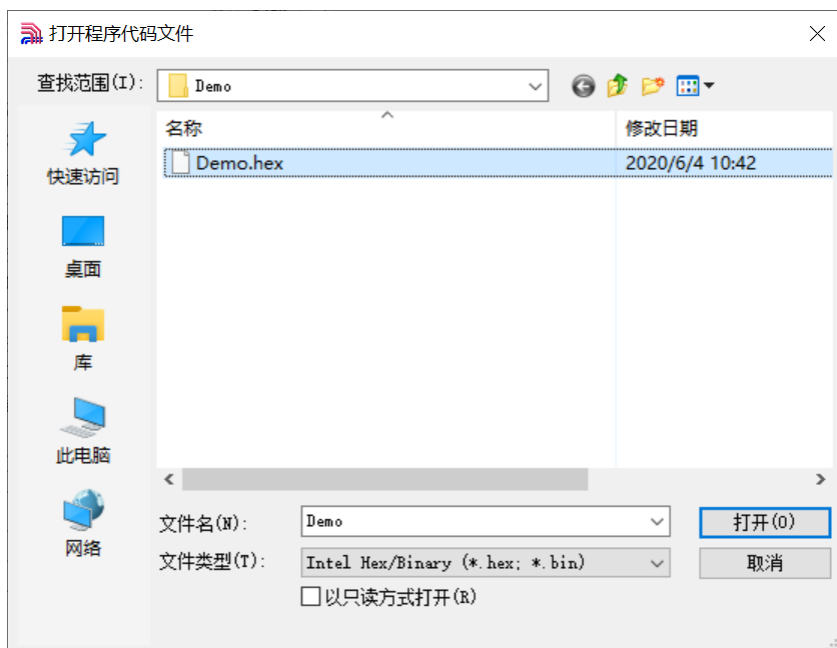 打开程序代码文件
查找范围(I): Demo
名称 修改日期
Demo.hex 2020/6/4 10:42
快速访问
桌面
库
此电脑
网络
文件名(N): Demo 打开(O)
文件类型(T): Intel Hex/Binary (*.hex; *.bin) 取消
以只读方式打开(R)